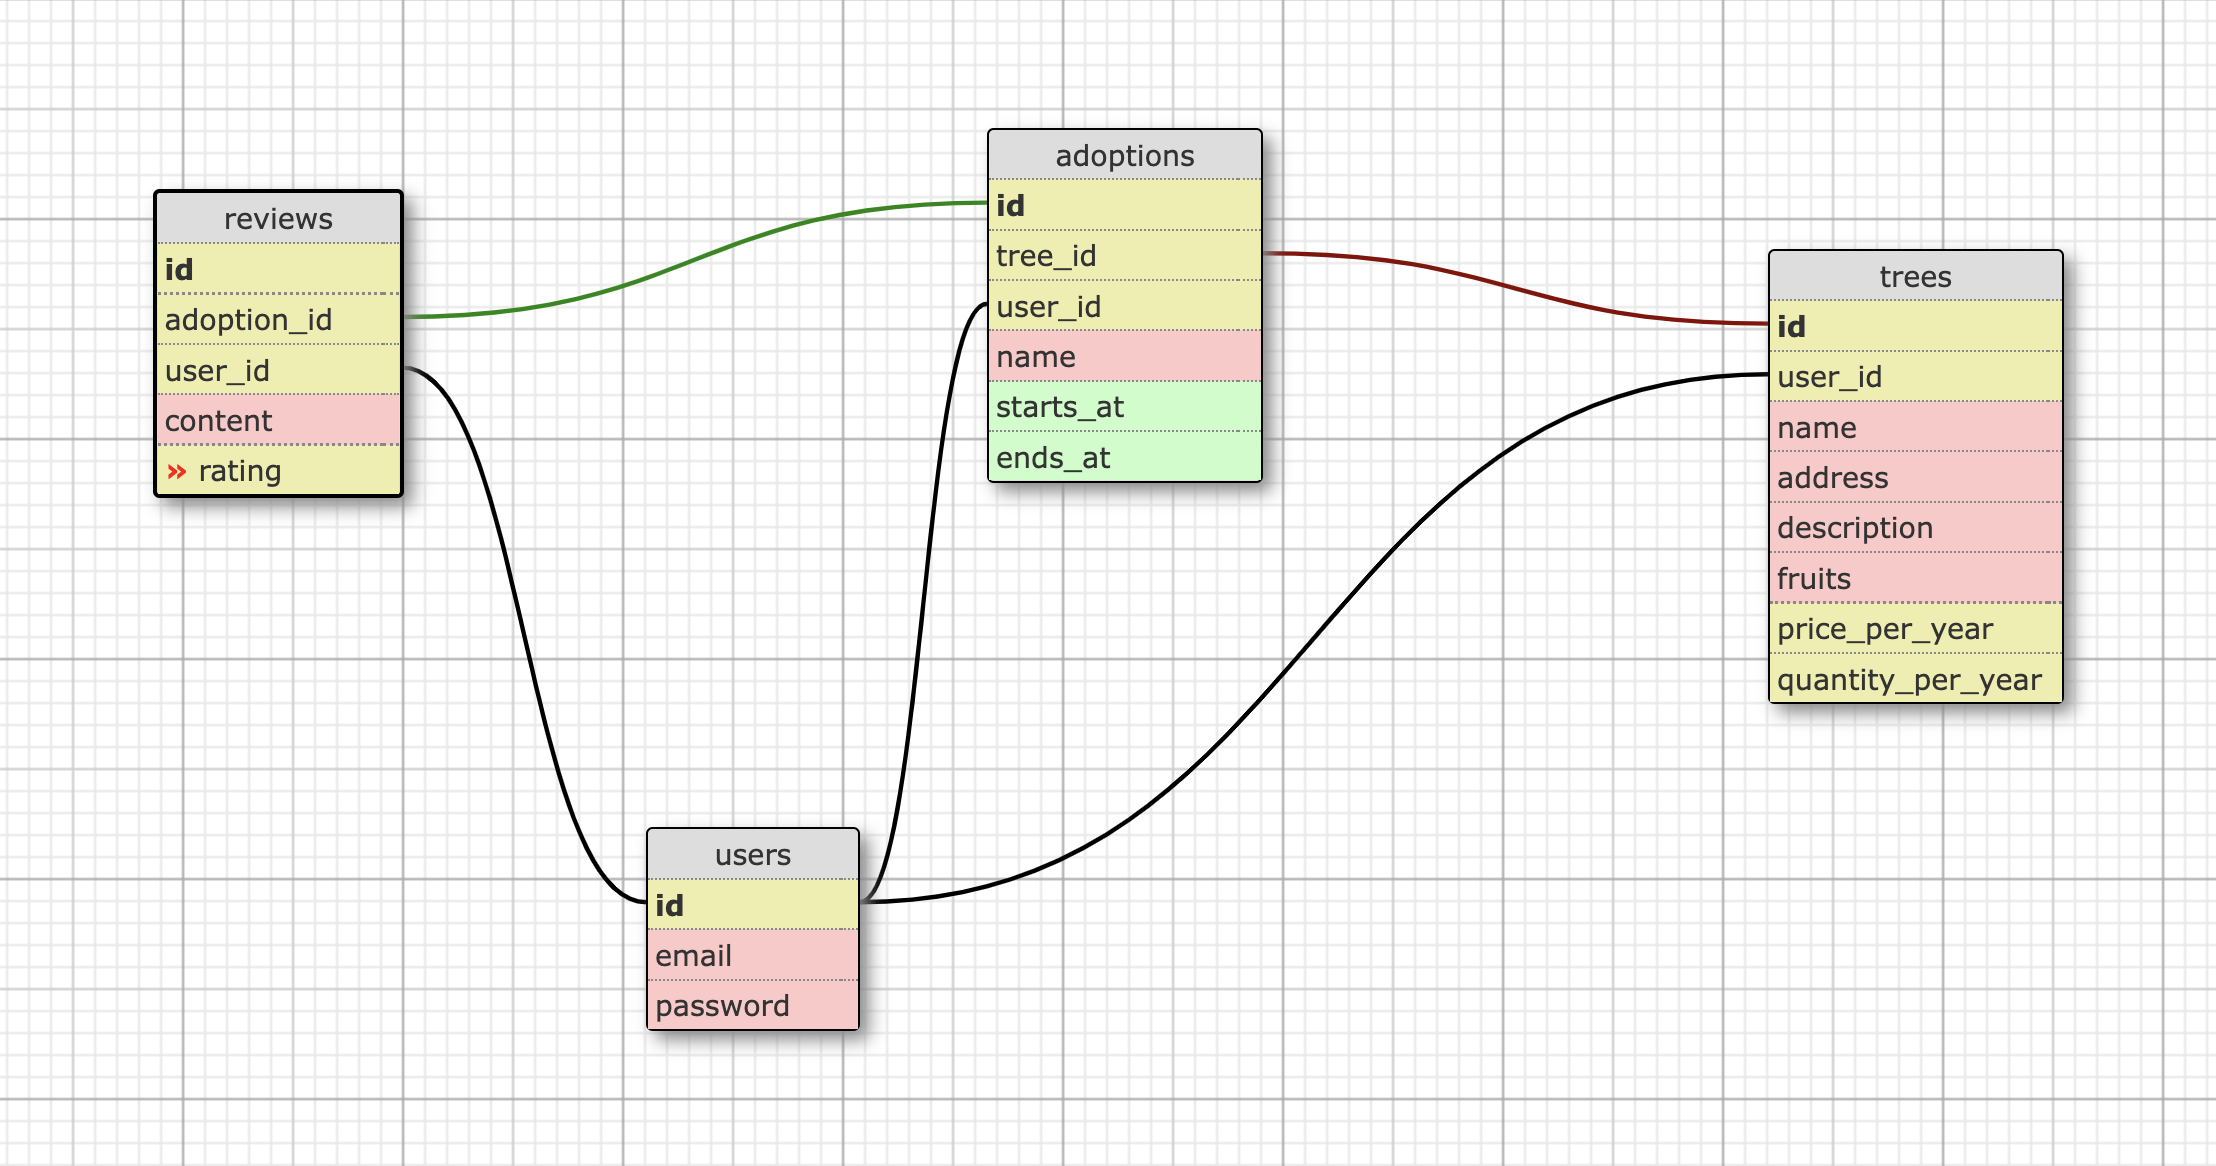 reviews
id
adoption_id
user_id
content
» rating
adoptions
id
tree_id
user_id
name
starts_at
ends_at
trees
id
user_id
name
address
description
fruits
price_per_year
quantity_per_year
users
id
email
password